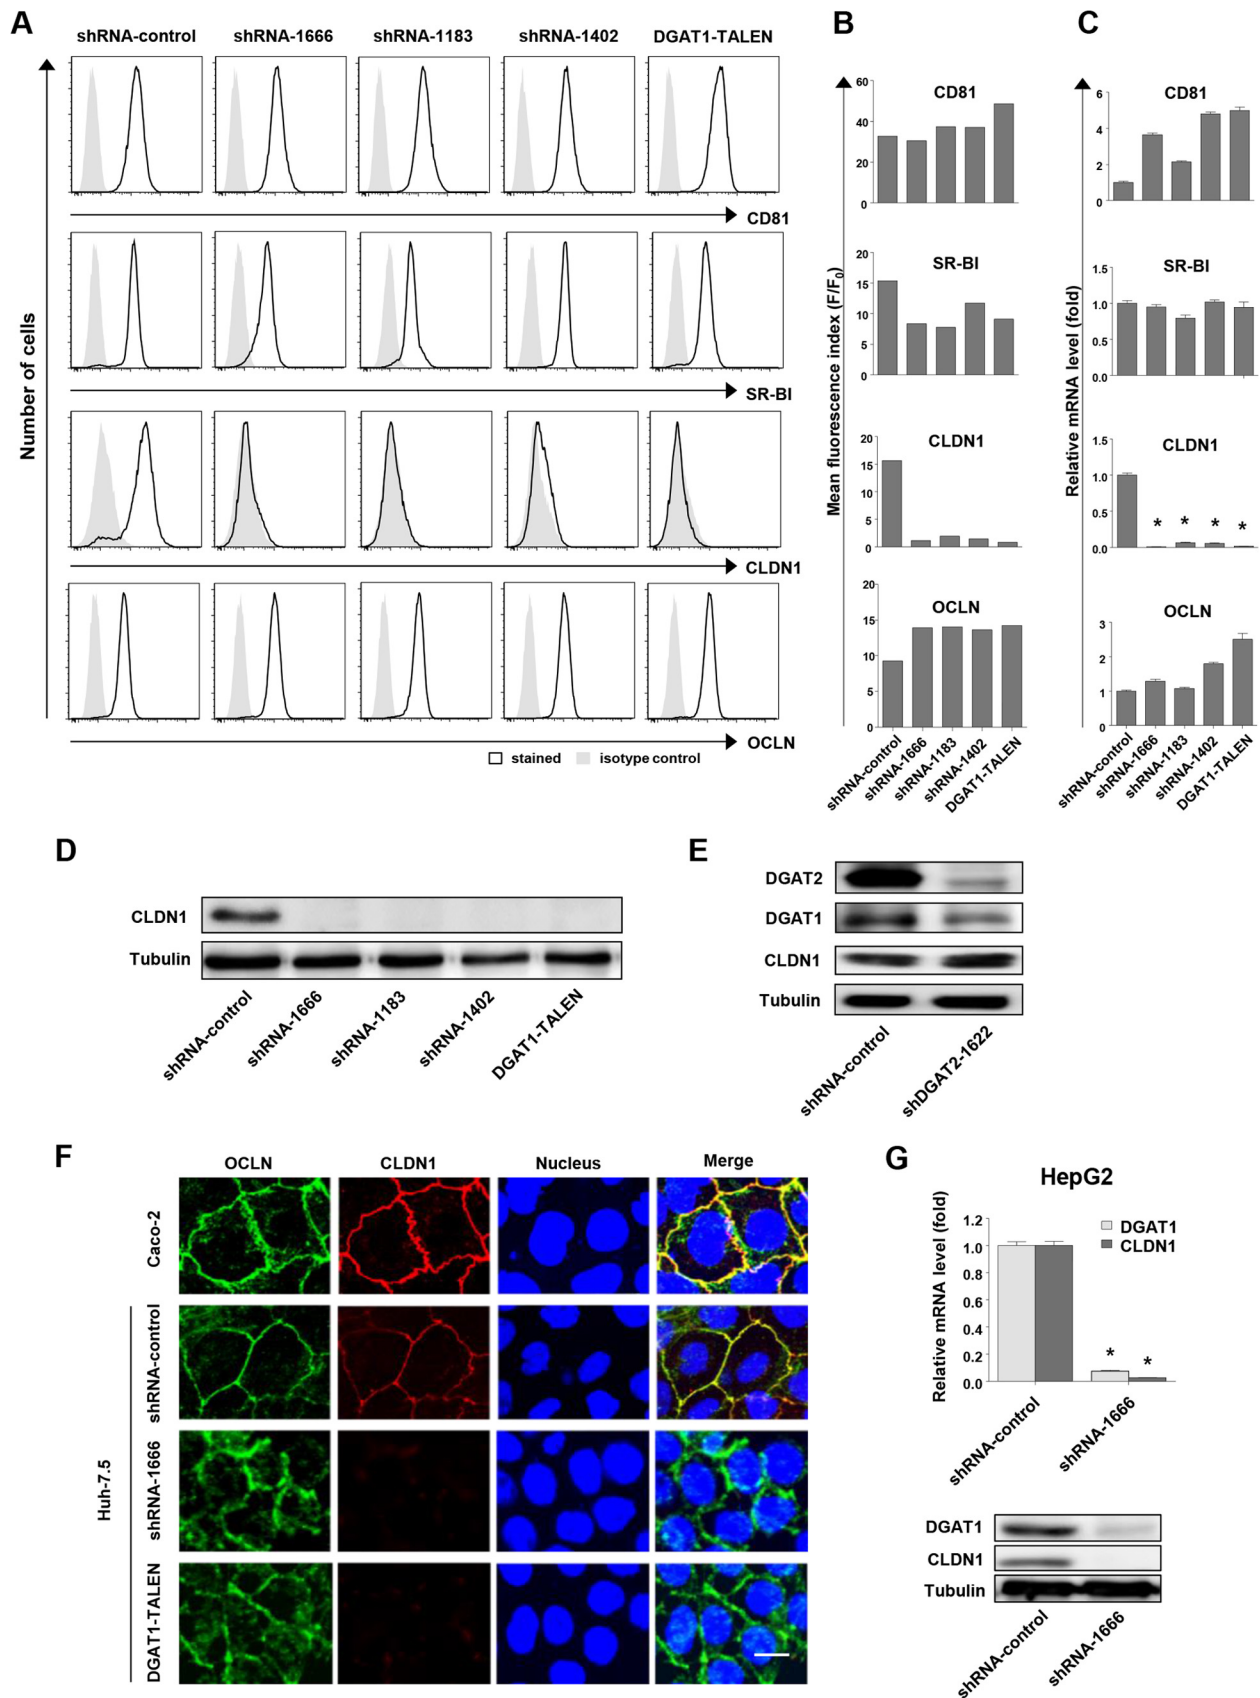 A
shRNA-control shRNA-1666 shRNA-1183 shRNA-1402 DGAT1-TALEN
Number of cells
CD81
SR-BI
CLDN1
OCLN
stained isotype control
B
Mean fluorescence index (F/F0)
CD81
60
40
20
0
SR-BI
20
15
10
5
0
CLDN1
20
15
10
5
0
OCLN
20
15
10
5
0
shRNA-control shRNA-1666 shRNA-1183 shRNA-1402 DGAT1-TALEN
C
Relative mRNA level (fold)
CD81
6
4
2
0
SR-BI
1.5
1.0
0.5
0.0
CLDN1
1.5
1.0
0.5
0.0
* * * *
OCLN
3
2
1
0
shRNA-control shRNA-1666 shRNA-1183 shRNA-1402 DGAT1-TALEN
D
CLDN1
Tubulin
shRNA-control shRNA-1666 shRNA-1183 shRNA-1402 DGAT1-TALEN
E
DGAT2
DGAT1
CLDN1
Tubulin
shRNA-control shDGAT2-1622
F
OCLN CLDN1 Nucleus Merge
Caco-2
Huh-7.5
shRNA-control
shRNA-1666
DGAT1-TALEN
G
HepG2
Relative mRNA level (fold)
1.2
1.0
0.8
0.6
0.4
0.2
0.0
DGAT1
CLDN1
* *
shRNA-control shRNA-1666
DGAT1
CLDN1
Tubulin
shRNA-control shRNA-1666